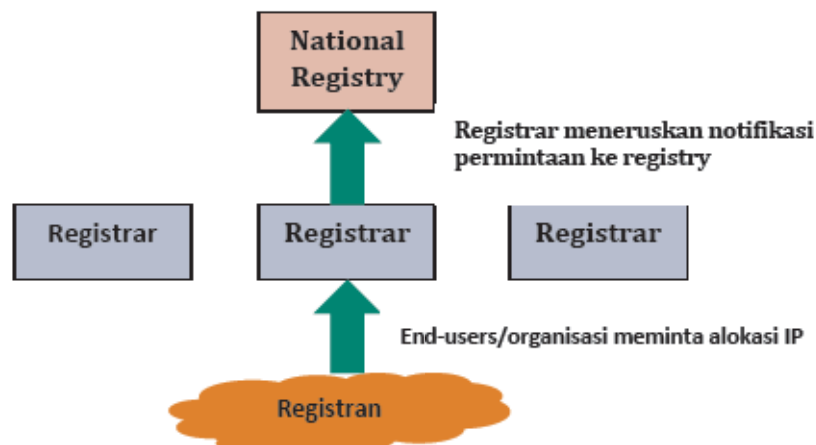 National
Registry
Registrar meneruskan notifikasi
permintaan ke registry
Registrar
Registrar
Registrar
End-users/organisasi meminta alokasi IP
Registran